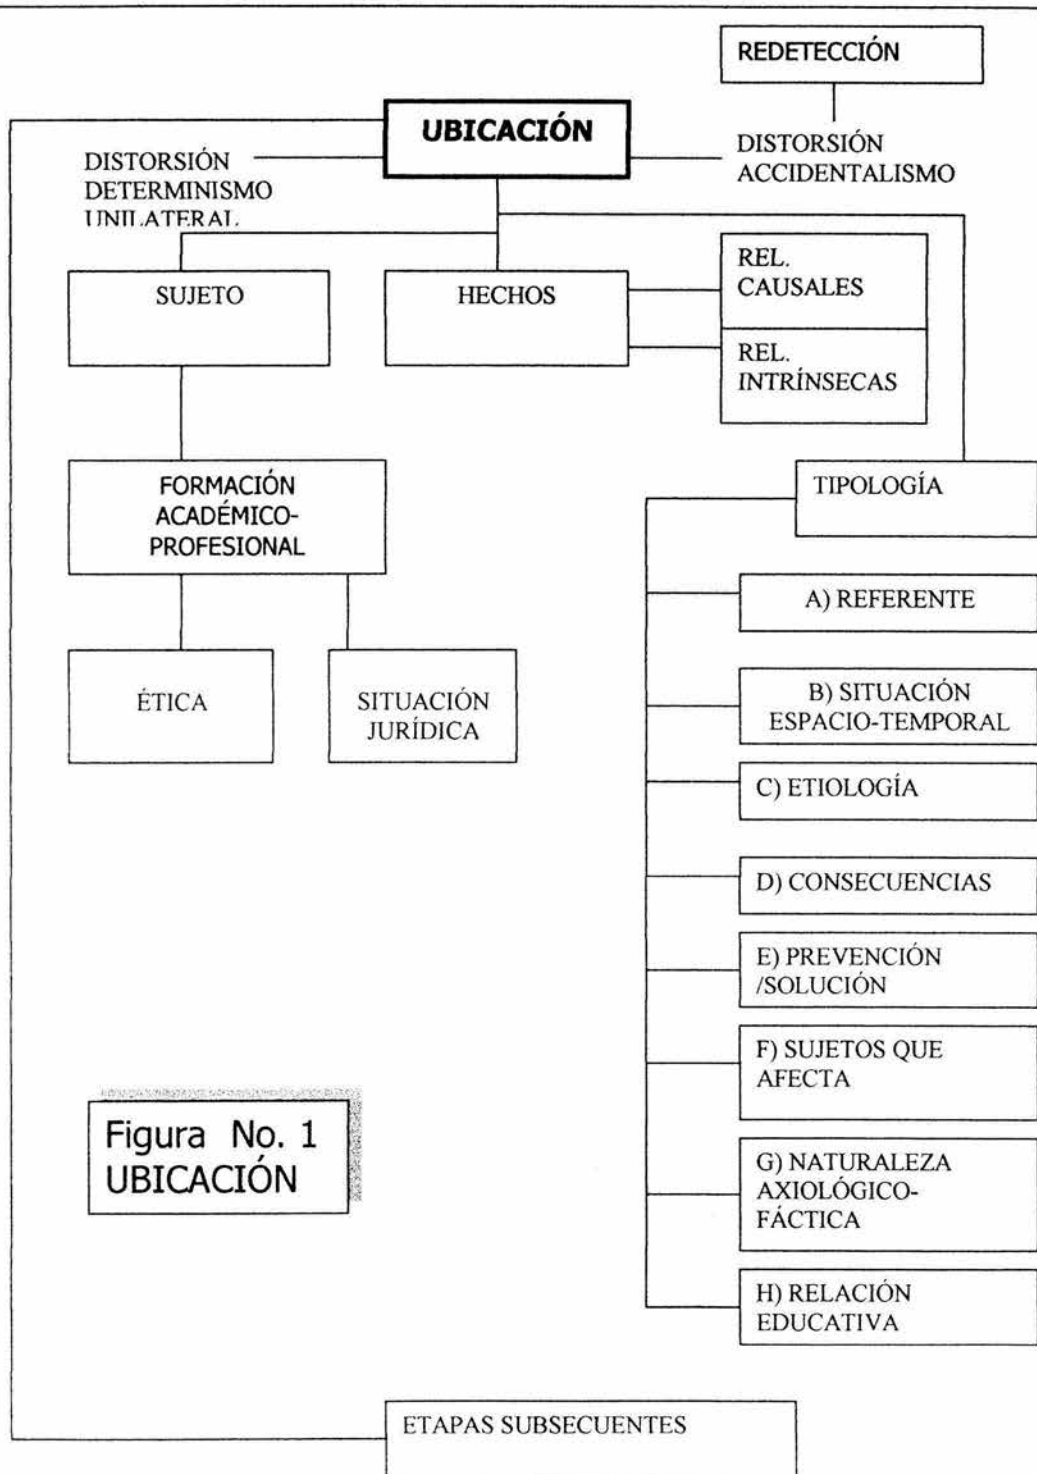 REDETECCIÓN
UBICACIÓN
DISTORSIÓN
DETERMINISMO
UNILATERAL
DISTORSIÓN
ACCIDENTALISMO
SUJETO
HECHOS
REL.
CAUSALES
REL.
INTRÍNSECAS
FORMACIÓN
ACADÉMICO-
PROFESIONAL
TIPOLOGÍA
ÉTICA
SITUACIÓN
JURÍDICA
A) REFERENTE
B) SITUACIÓN
ESPACIO-TEMPORAL
C) ETIOLOGÍA
D) CONSECUENCIAS
E) PREVENCIÓN
/SOLUCIÓN
F) SUJETOS QUE
AFECTA
G) NATURALEZA
AXIOLÓGICO-
FÁCTICA
H) RELACIÓN
EDUCATIVA
Figura No. 1
UBICACIÓN
ETAPAS SUBSECUENTES